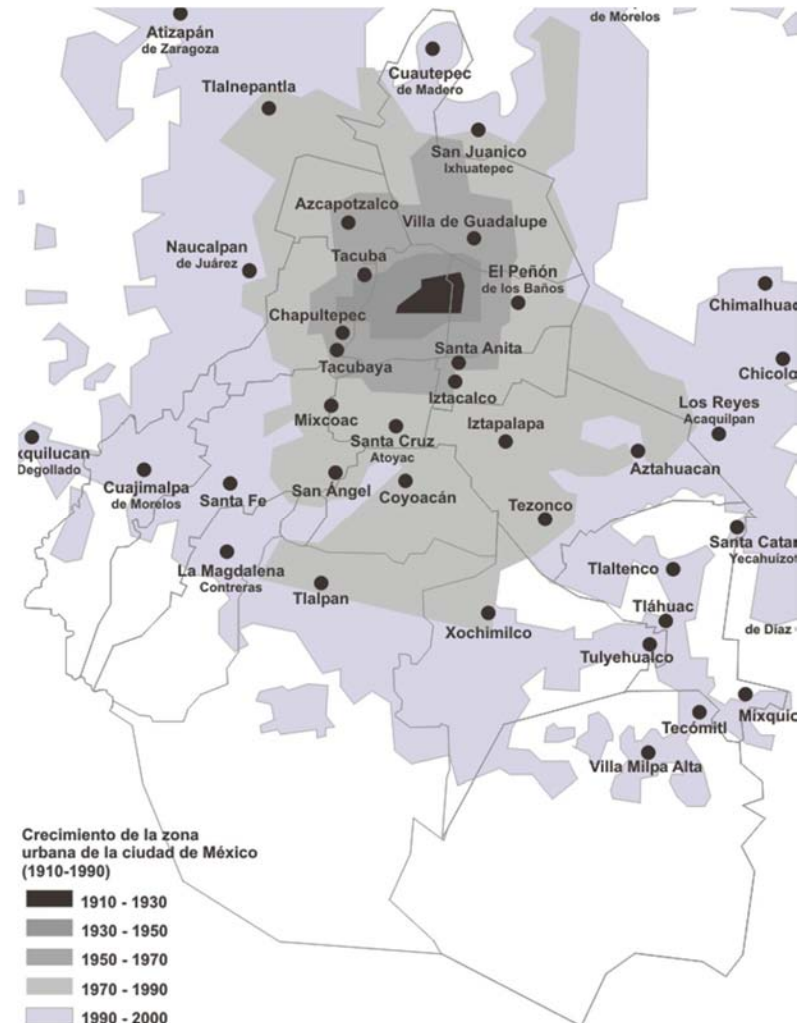 de Morelos
Atizapán
de Zaragoza
Cuautepec
de Madero
Tlalnepantla
San Juanico
Ixhuatepec
Azcapotzalco
Villa de Guadalupe
Naucalpan
de Juárez
Tacuba
El Peñón
de los Baños
Chimalhuac
Chapultepec
Tacubaya
Santa Anita
Iztacalco
Chicolo
Mixcoac
Santa Cruz
Atoyac
Iztapalapa
Los Reyes
Acaquilpan
xquilucan
Degollado
Cuajimalpa
de Morelos
Santa Fe
San Ángel
Coyoacán
Aztahuacan
Tezonco
Santa Catar
Yecahuizot
La Magdalena
Contreras
Tlalpan
Tlaltenco
Xochimilco
Tláhuac
de Díaz
Tulyehualco
Mixquic
Tecómitl
Villa Milpa Alta
Crecimiento de la zona
urbana de la ciudad de México
(1910-1990)
1910 - 1930
1930 - 1950
1950 - 1970
1970 - 1990
1990 - 2000